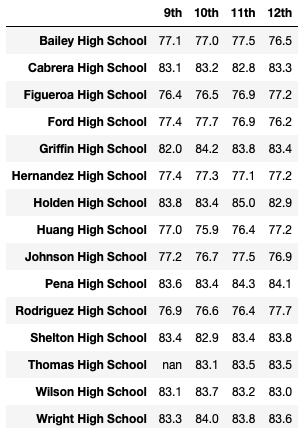 9th 10th 11th 12th
Bailey High School 77.1 77.0 77.5 76.5
Cabrera High School 83.1 83.2 82.8 83.3
Figueroa High School 76.4 76.5 76.9 77.2
Ford High School 77.4 77.7 76.9 76.2
Griffin High School 82.0 84.2 83.8 83.4
Hernandez High School 77.4 77.3 77.1 77.2
Holden High School 83.8 83.4 85.0 82.9
Huang High School 77.0 75.9 76.4 77.2
Johnson High School 77.2 76.7 77.5 76.9
Pena High School 83.6 83.4 84.3 84.1
Rodriguez High School 76.9 76.6 76.4 77.7
Shelton High School 83.4 82.9 83.4 83.8
Thomas High School nan 83.1 83.5 83.5
Wilson High School 83.1 83.7 83.2 83.0
Wright High School 83.3 84.0 83.8 83.6